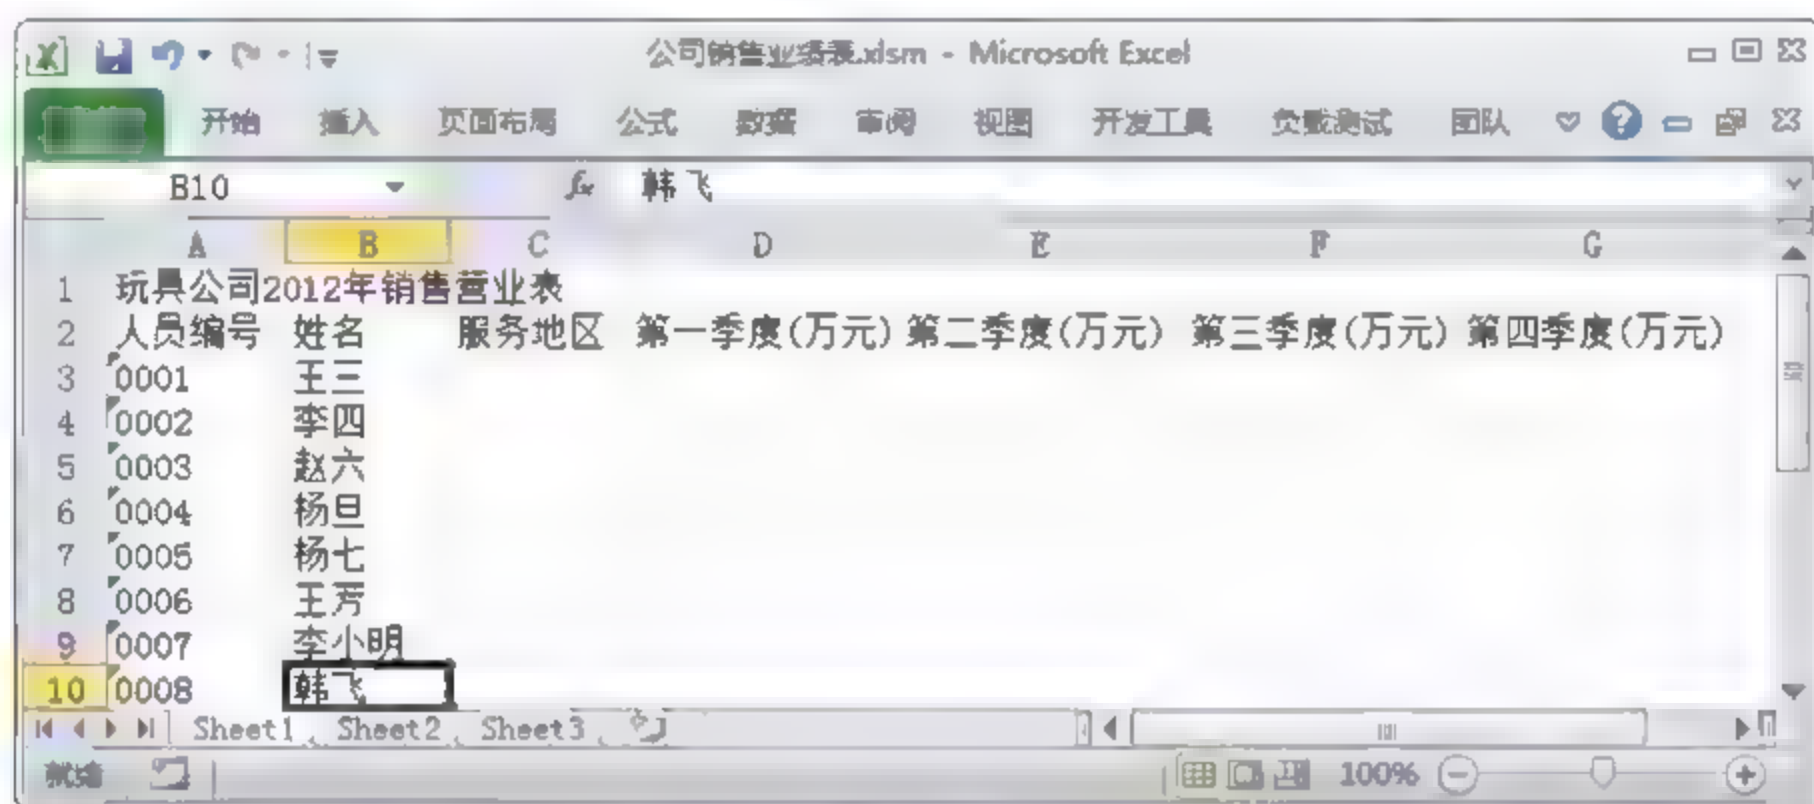 公司销售业绩表.xlsm - Microsoft Excel
开始 插入 页面布局 公式 数据 审阅 视图 开发工具 负载测试 团队
B10 fx 韩飞
A B C D E F G
1 玩具公司2012年销售营业表
2 人员编号 姓名 服务地区 第一季度(万元) 第二季度(万元) 第三季度(万元) 第四季度(万元)
3 0001 王三
4 0002 李四
5 0003 赵六
6 0004 杨旦
7 0005 杨七
8 0006 王芳
9 0007 李小明
10 0008 韩飞
Sheet1 Sheet2 Sheet3
就绪 100%